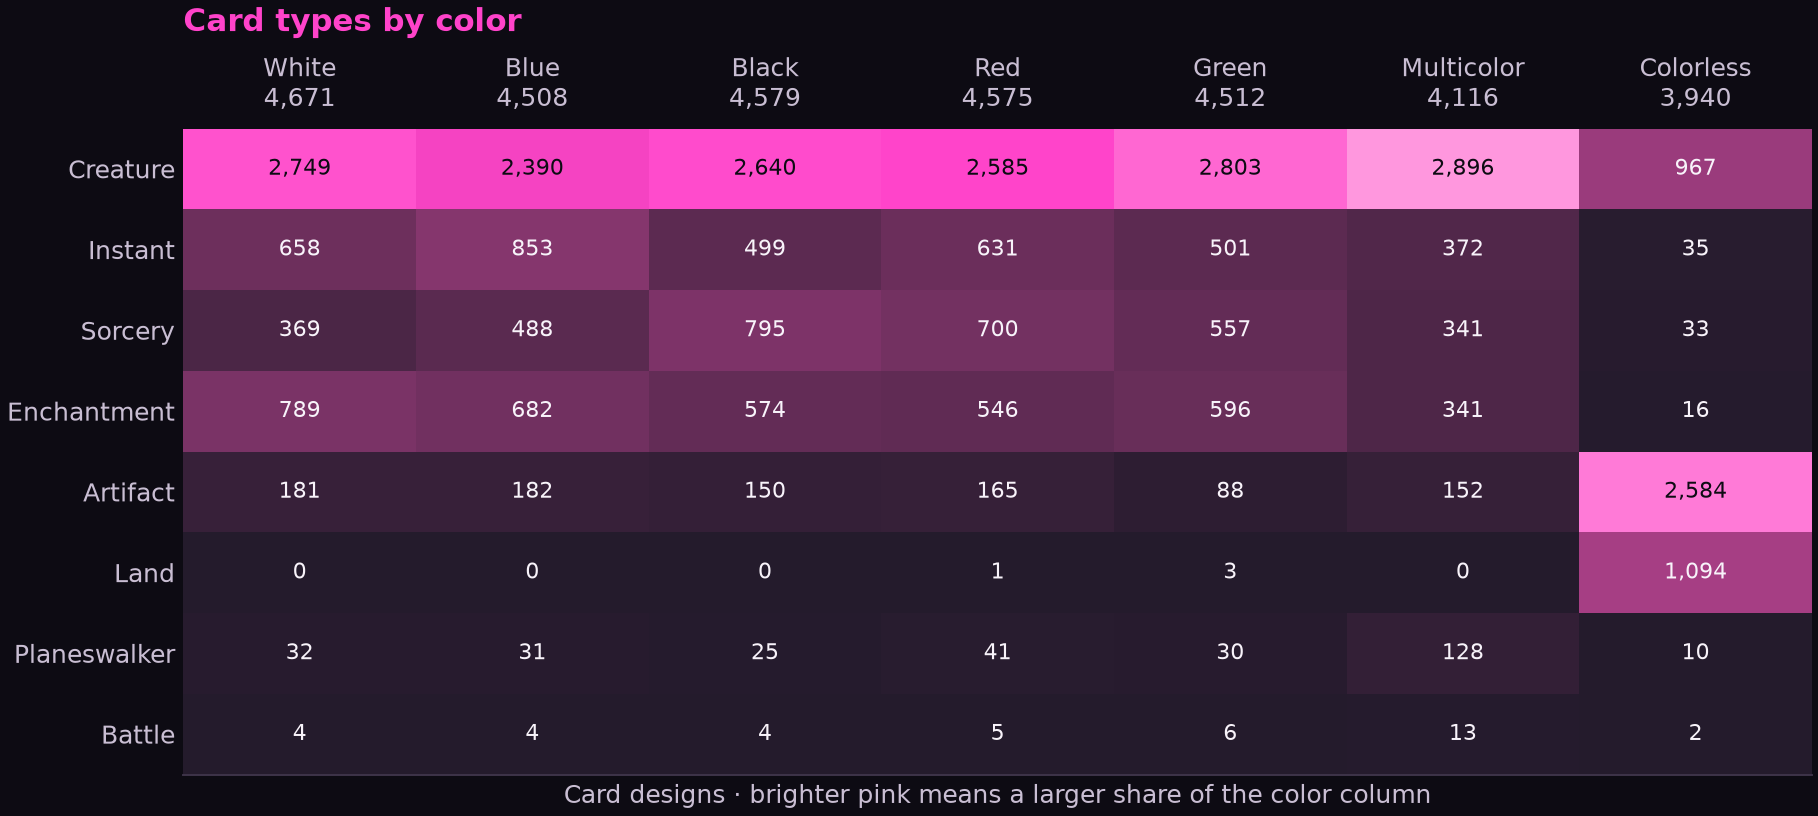 Card types by color
White Blue Black Red Green Multicolor Colorless
4,671 4,508 4,579 4,575 4,512 4,116 3,940
Creature 2,749 2,390 2,640 2,585 2,803 2,896 967
Instant 658 853 499 631 501 372 35
Sorcery 369 488 795 700 557 341 33
Enchantment 789 682 574 546 596 341 16
Artifact 181 182 150 165 88 152 2,584
Land 0 0 0 1 3 0 1,094
Planeswalker 32 31 25 41 30 128 10
Battle 4 4 4 5 6 13 2
Card designs · brighter pink means a larger share of the color column